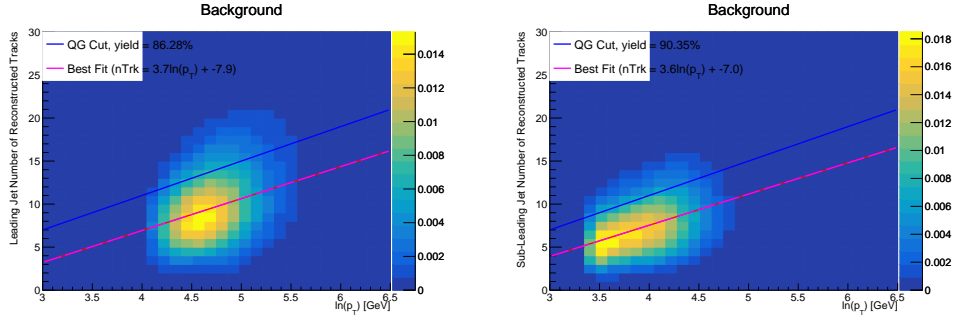 Background
30
25
20
15
10
5
0
Leading Jet Number of Reconstructed Tracks
QG Cut, yield = 86.28%
Best Fit (nTrk = 3.7ln(p_T) + -7.9)
3 3.5 4 4.5 5 5.5 6 6.5
ln(p_T) [GeV]
0.014
0.012
0.01
0.008
0.006
0.004
0.002
0
Background
30
25
20
15
10
5
0
Sub-Leading Jet Number of Reconstructed Tracks
QG Cut, yield = 90.35%
Best Fit (nTrk = 3.6ln(p_T) + -7.0)
3 3.5 4 4.5 5 5.5 6 6.5
ln(p_T) [GeV]
0.018
0.016
0.014
0.012
0.01
0.008
0.006
0.004
0.002
0